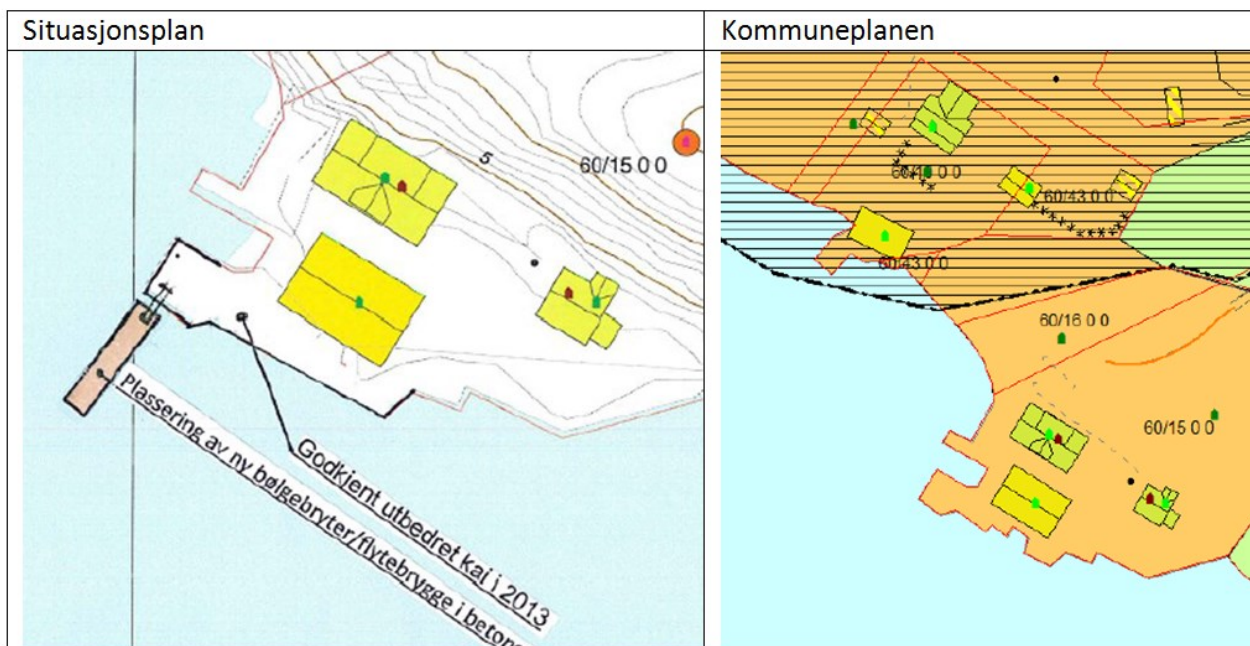 Situasjonsplan
Kommuneplanen
5
60/15 0 0
Plassering av ny bølgebryter/flytebrygge i betong
Godkjent utbedret kai i 2013
60/43 0 0
60/43 0 0
60/16 0 0
60/15 0 0